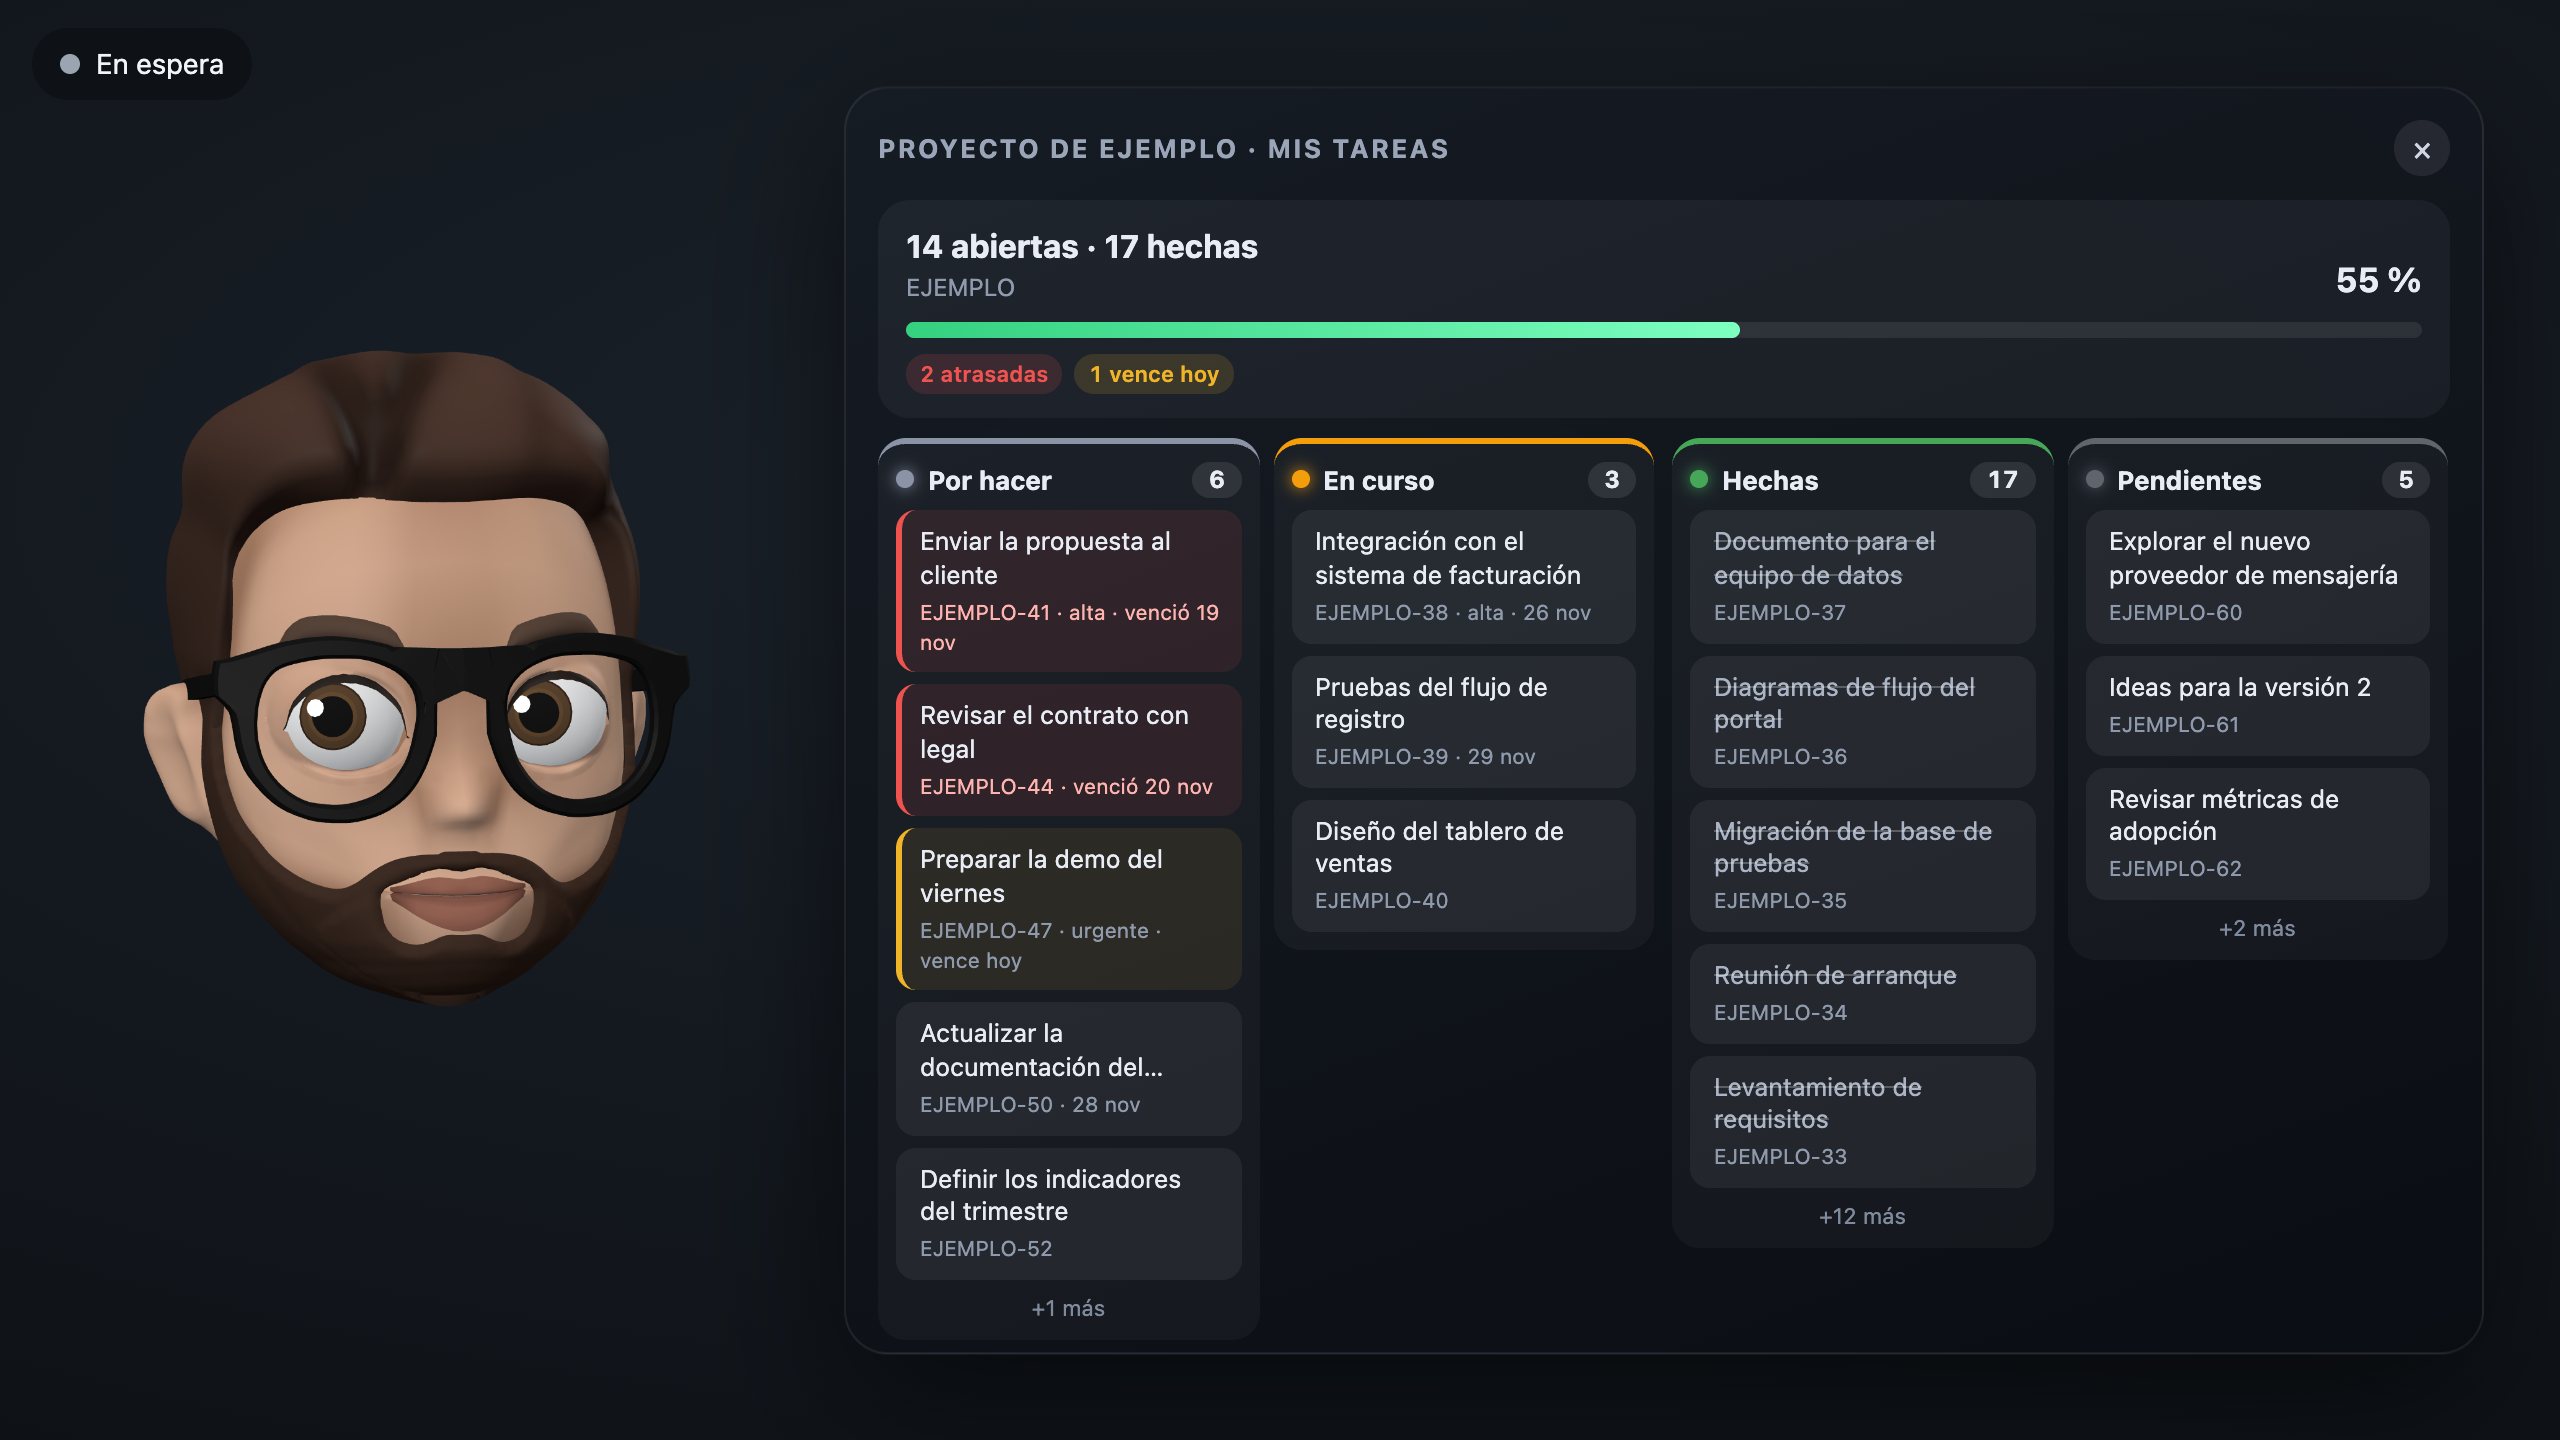 En espera
PROYECTO DE EJEMPLO · MIS TAREAS
×
14 abiertas · 17 hechas
EJEMPLO
55 %
2 atrasadas
1 vence hoy
Por hacer
6
Enviar la propuesta al
cliente
EJEMPLO-41 · alta · venció 19
nov
Revisar el contrato con
legal
EJEMPLO-44 · venció 20 nov
Preparar la demo del
viernes
EJEMPLO-47 · urgente ·
vence hoy
Actualizar la
documentación del...
EJEMPLO-50 · 28 nov
Definir los indicadores
del trimestre
EJEMPLO-52
+1 más
En curso
3
Integración con el
sistema de facturación
EJEMPLO-38 · alta · 26 nov
Pruebas del flujo de
registro
EJEMPLO-39 · 29 nov
Diseño del tablero de
ventas
EJEMPLO-40
Hechas
17
Documento para el
equipo de datos
EJEMPLO-37
Diagramas de flujo del
portal
EJEMPLO-36
Migración de la base de
pruebas
EJEMPLO-35
Reunión de arranque
EJEMPLO-34
Levantamiento de
requisitos
EJEMPLO-33
+12 más
Pendientes
5
Explorar el nuevo
proveedor de mensajería
EJEMPLO-60
Ideas para la versión 2
EJEMPLO-61
Revisar métricas de
adopción
EJEMPLO-62
+2 más